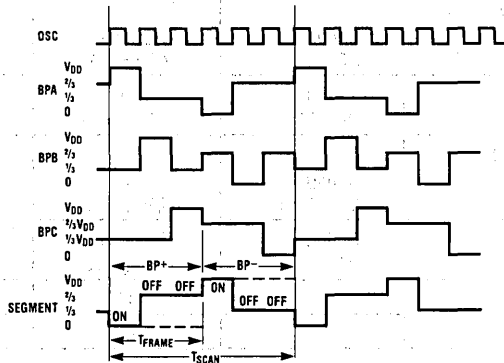 OSC
VDD
BPA
2/3
1/3
0
VDD
BPB
2/3
1/3
0
VDD
BPC
2/3VDD
1/3VDD
0
BP+
BP-
VDD
OFF OFF ON
2/3
SEGMENT
1/3
ON
OFF OFF
0
TFRAME
TSCAN